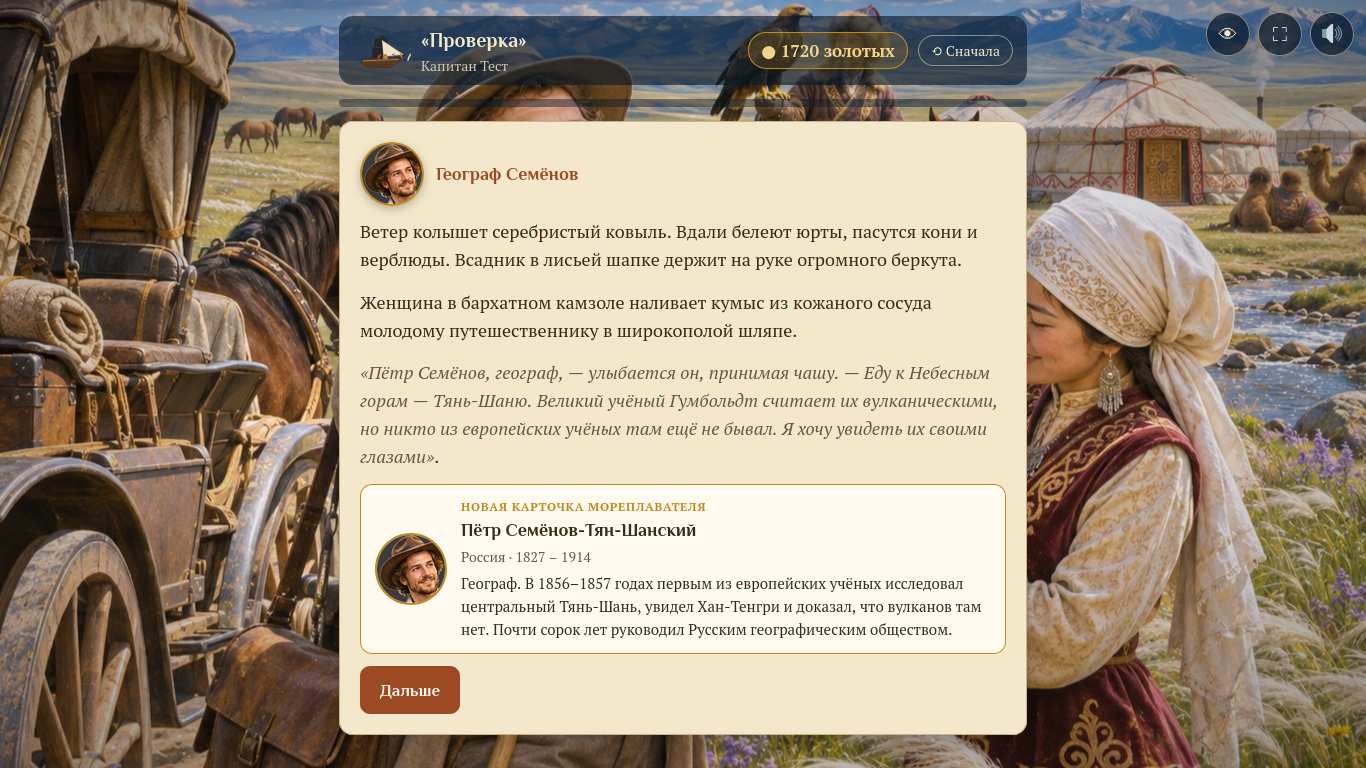 «Проверка»
Капитан Тест
1720 золотых
⟲ Сначала
Географ Семёнов
Ветер колышет серебристый ковыль. Вдали белеют юрты, пасутся кони и
верблюды. Всадник в лисьей шапке держит на руке огромного беркута.
Женщина в бархатном камзоле наливает кумыс из кожаного сосуда
молодому путешественнику в широкополой шляпе.
«Пётр Семёнов, географ, — улыбается он, принимая чашу. — Еду к Небесным
горам — Тянь-Шаню. Великий учёный Гумбольдт считает их вулканическими,
но никто из европейских учёных там ещё не бывал. Я хочу увидеть их своими
глазами».
НОВАЯ КАРТОЧКА МОРЕПЛАВАТЕЛЯ
Пётр Семёнов-Тян-Шанский
Россия · 1827 – 1914
Географ. В 1856–1857 годах первым из европейских учёных исследовал
центральный Тянь-Шань, увидел Хан-Тенгри и доказал, что вулканов там
нет. Почти сорок лет руководил Русским географическим обществом.
Дальше